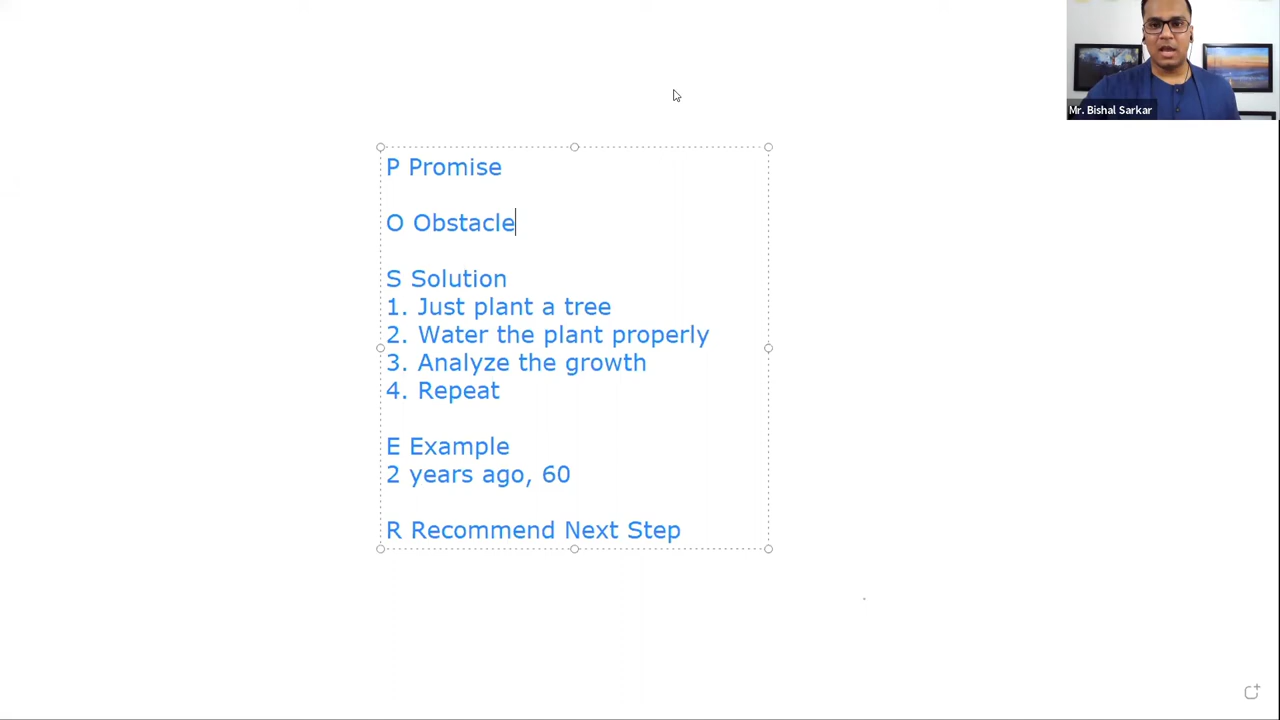 Mr. Bishal Sarkar
P Promise
O Obstacle
S Solution
1. Just plant a tree
2. Water the plant properly
3. Analyze the growth
4. Repeat
E Example
2 years ago, 60
R Recommend Next Step